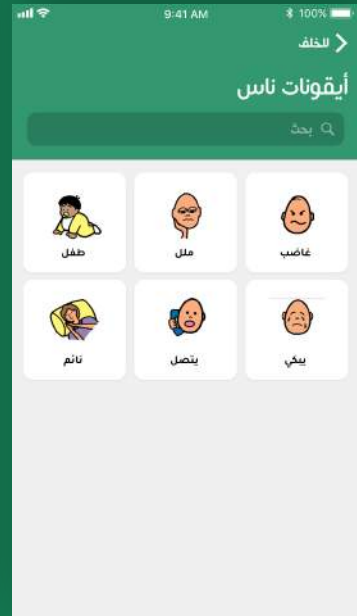 9:41 AM
100%
للخلف
أيقونات ناس
بحث
غاضب
ملل
طفل
يبكي
يتصل
نائم